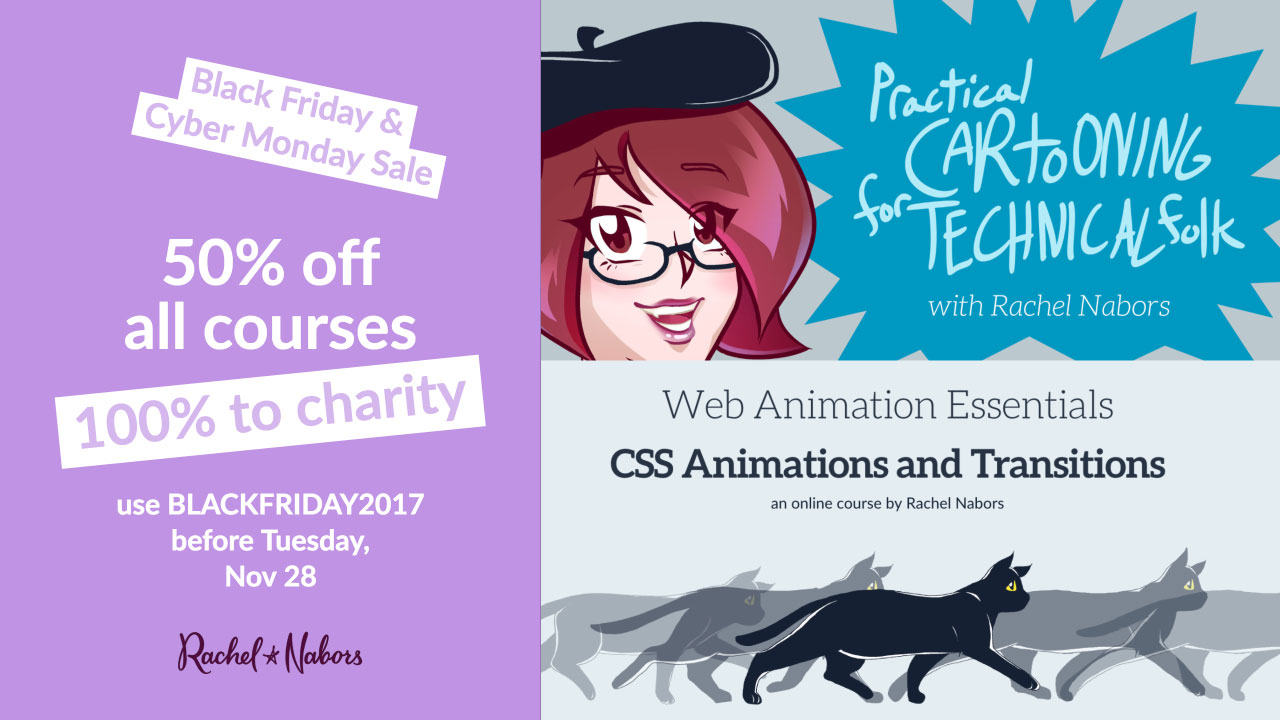 Black Friday &
Cyber Monday Sale
50% off
all courses
100% to charity
use BLACKFRIDAY2017
before Tuesday,
Nov 28
Rachel★Nabors
Practical
CARtOONING
for TECHNICAL folk
with Rachel Nabors
Web Animation Essentials
CSS Animations and Transitions
an online course by Rachel Nabors